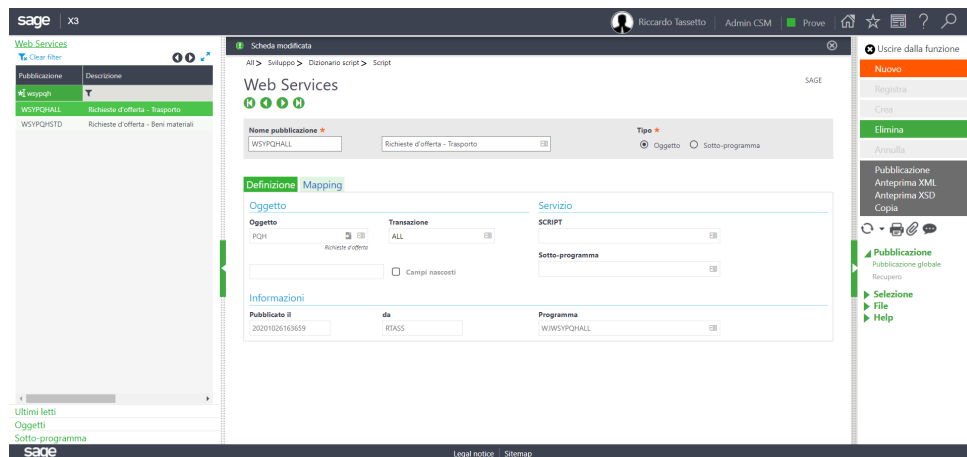 sage X3 Riccardo Tassetto Admin CSM Prove
Web Services
Clear filter
Pubblicazione Descrizione
wsypqh
WSYPQHALL Richieste d'offerta - Trasporto
WSYPQHSTD Richieste d'offerta - Beni materiali
Ultimi letti
Oggetti
Sotto-programma
Scheda modificata
All > Sviluppo > Dizionario script > Script
Web Services
SAGE
Nome pubblicazione * Tipo *
WSYPQHALL Richieste d'offerta - Trasporto Oggetto Sotto-programma
Definizione Mapping
Oggetto Servizio
Oggetto Transazione SCRIPT
PQH ALL
Richieste d'offerta
Sotto-programma
Campi nascosti
Informazioni
Pubblicato il da Programma
20201026163659 RTASS WJWSYPQHALL
Uscire dalla funzione
Nuovo
Registra
Crea
Elimina
Annulla
Pubblicazione
Anteprima XML
Anteprima XSD
Copia
Pubblicazione
Pubblicazione globale
Recupero
Selezione
File
Help
sage Legal notice Sitemap